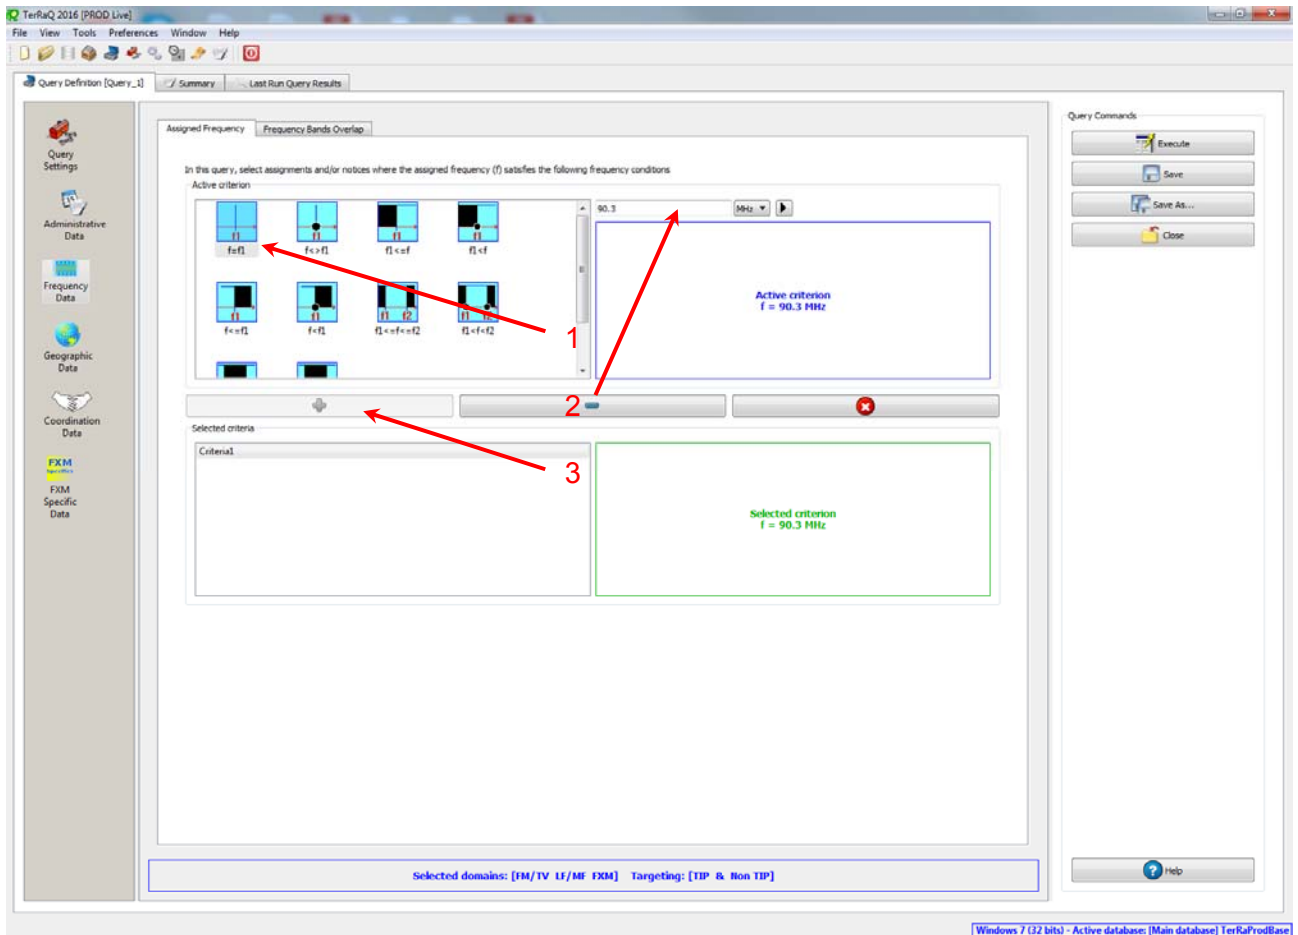 TerRaQ 2016 [PROD Live]
File View Tools Preferences Window Help
Query Definition [Query_1] Summary Last Run Query Results
Query Settings
Administrative Data
Frequency Data
Geographic Data
Coordination Data
FXM
FXM Specific Data
Assigned Frequency Frequency Bands Overlap
In this query, select assignments and/or notices where the assigned frequency (f) satisfies the following frequency conditions
Active criterion
f1 f1 f1 f1
f=f1 f<>f1 f1<=f f1<f
f1 f1 f1 f2 f1 f2
f<=f1 f<f1 f1<=f<=f2 f1<f<f2
90.3 MHz
Active criterion
f = 90.3 MHz
1
2
3
Selected criteria
Criteria1
Selected criterion
f = 90.3 MHz
Selected domains: [FM/TV LF/MF FXM] Targeting: [TIP & Non TIP]
Query Commands
Execute
Save
Save As...
Close
Help
Windows 7 (32 bits) - Active database: [Main database] TerRaProdBase